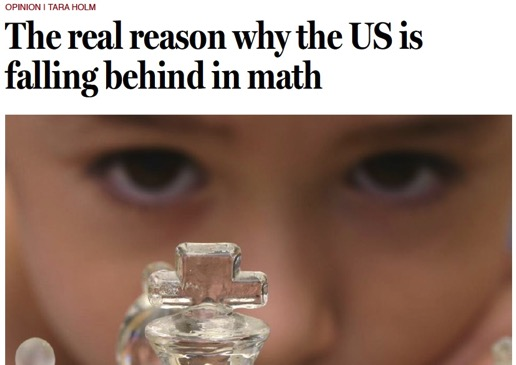 OPINION | TARA HOLM
The real reason why the US is
falling behind in math